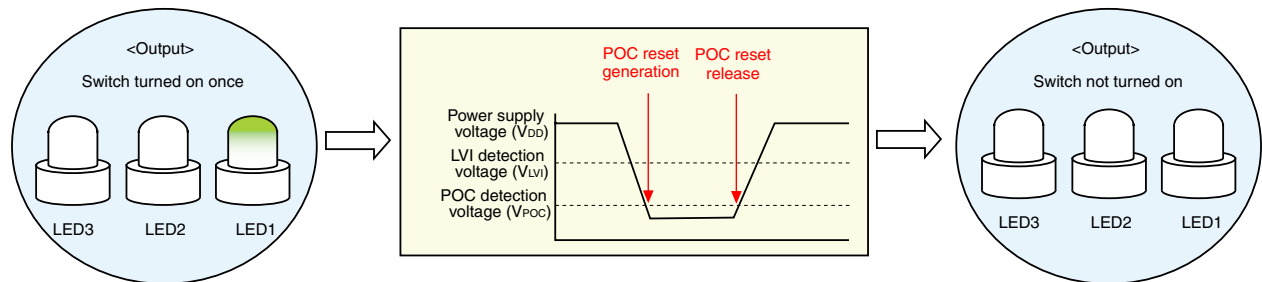 <Output>
Switch turned on once
LED3
LED2
LED1
POC reset
generation
POC reset
release
Power supply
voltage (VDD)
LVI detection
voltage (VLVI)
POC detection
voltage (VPOC)
<Output>
Switch not turned on
LED3
LED2
LED1